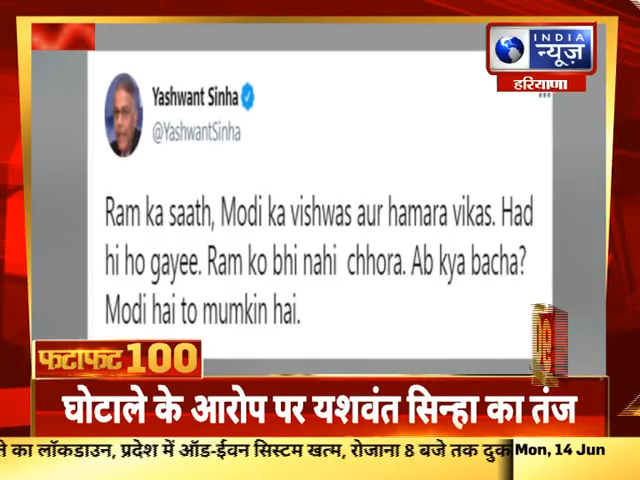 INDIA
न्यूज़
हरियाणा
Yashwant Sinha
@YashwantSinha
Ram ka saath, Modi ka vishwas aur hamara vikas. Had
hi ho gayee. Ram ko bhi nahi chhora. Ab kya bacha?
Modi hai to mumkin hai.
फटाफट 100
घोटाले के आरोप पर यशवंत सिन्हा का तंज
का लॉकडाउन, प्रदेश में ऑड-ईवन सिस्टम खत्म, रोजाना 8 बजे तक दुक
Mon, 14 Jun